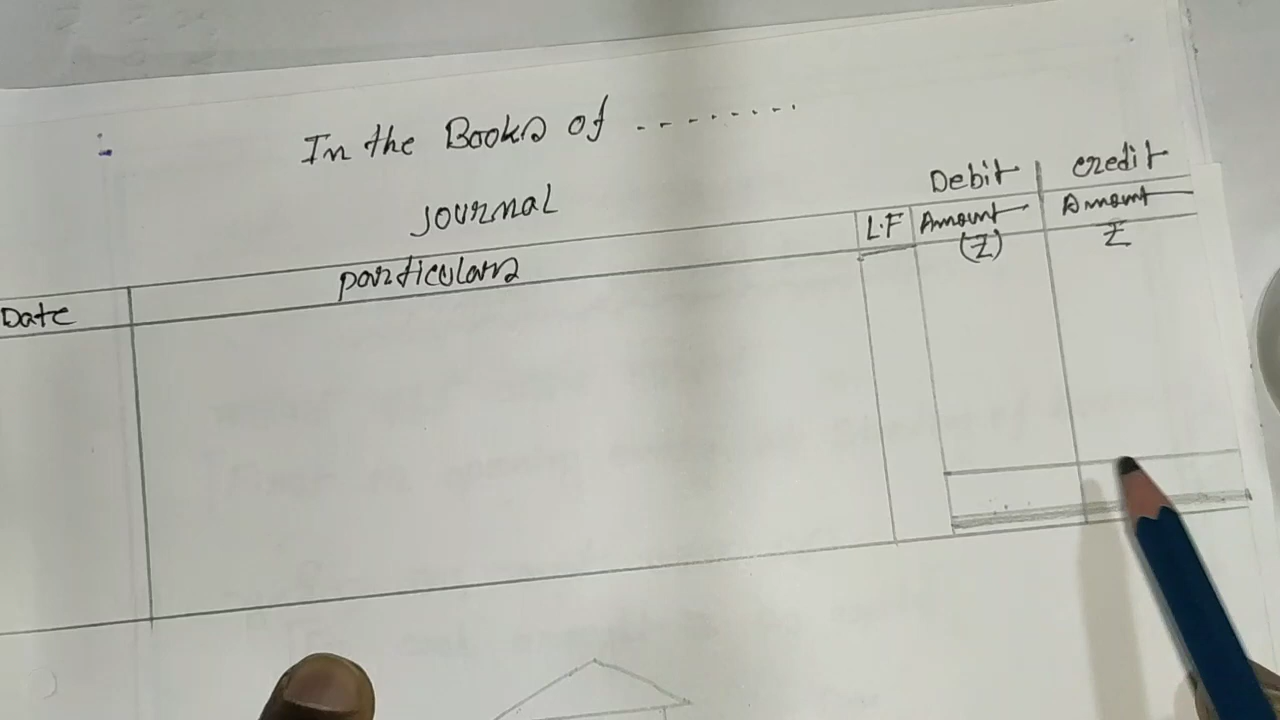 In the Books of ........
Journal
Date
particulars
L.F
Debit
Amount
(₹)
credit
Amount
₹